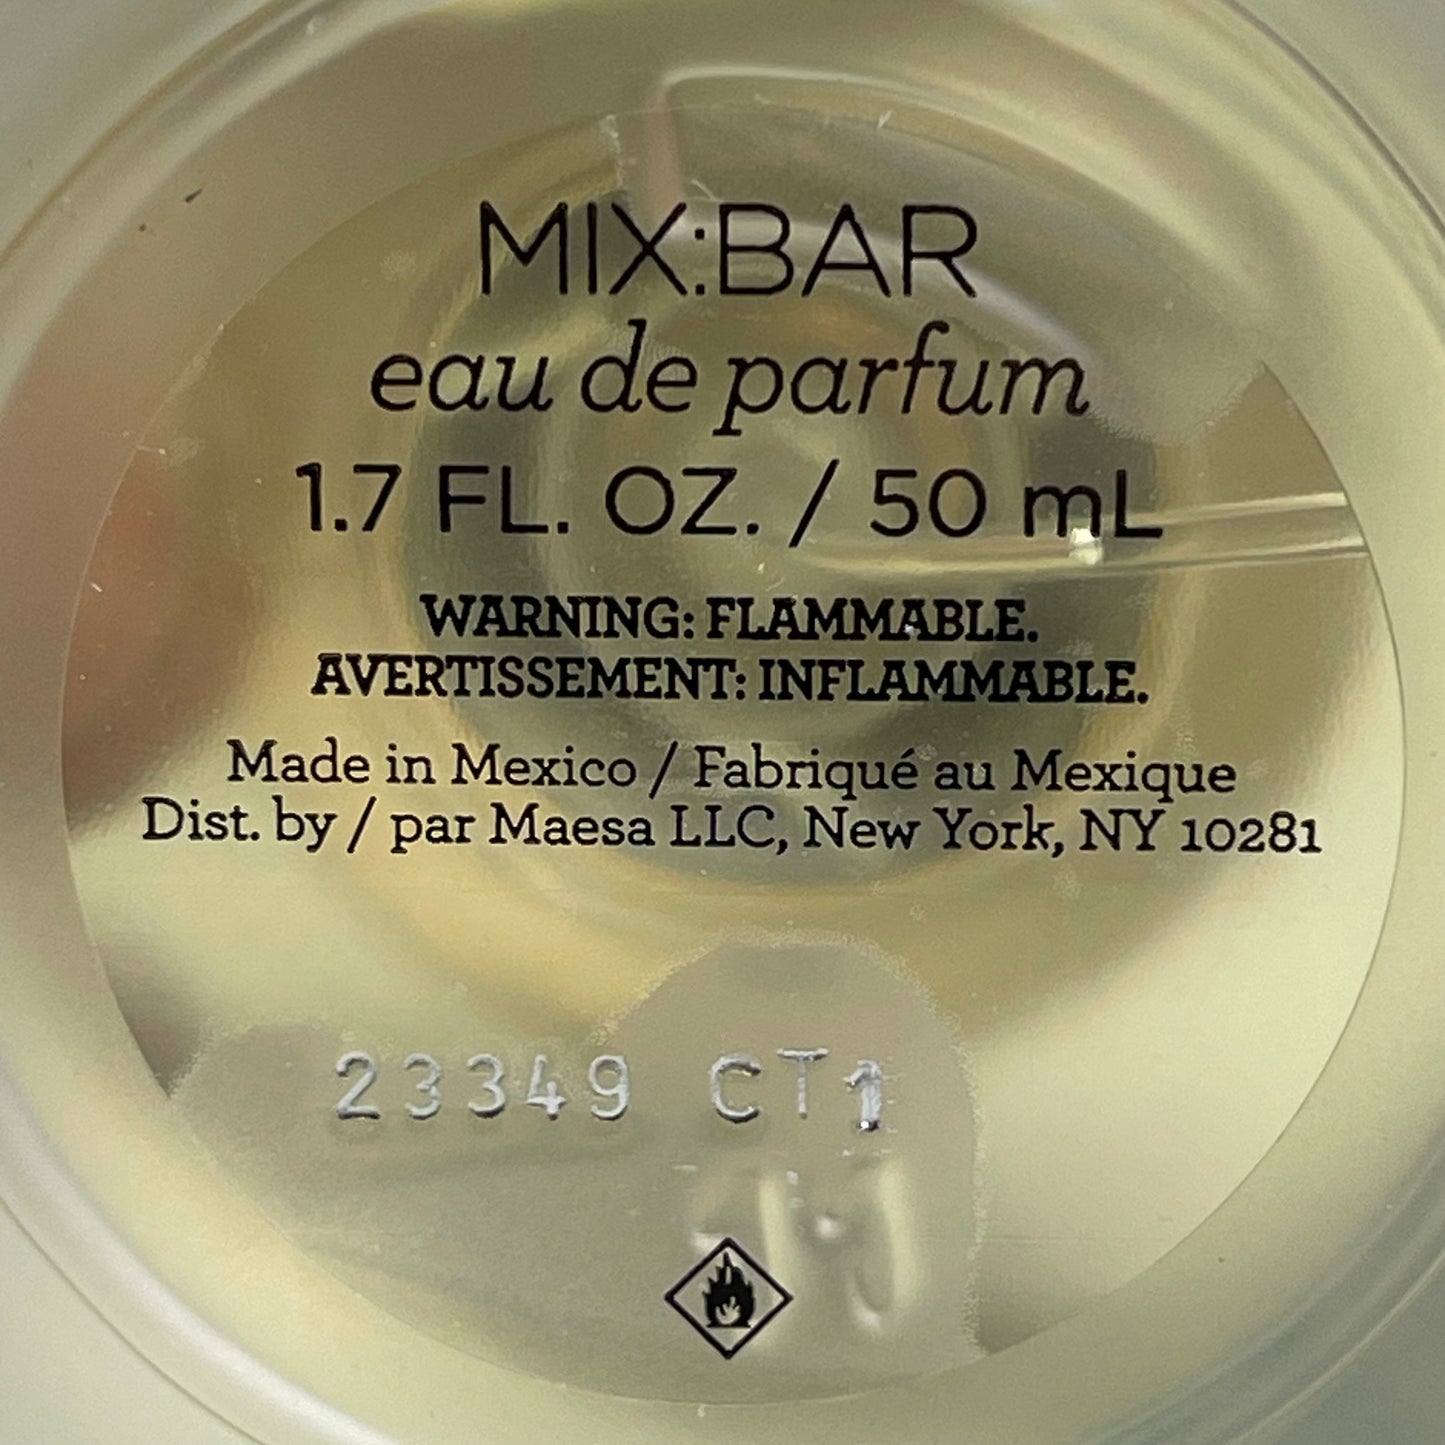 MIX:BAR
eau de parfum
1.7 FL. OZ. / 50 mL
WARNING: FLAMMABLE.
AVERTISSEMENT: INFLAMMABLE.
Made in Mexico / Fabriqué au Mexique
Dist. by / par Maesa LLC, New York, NY 10281
23349 CT1